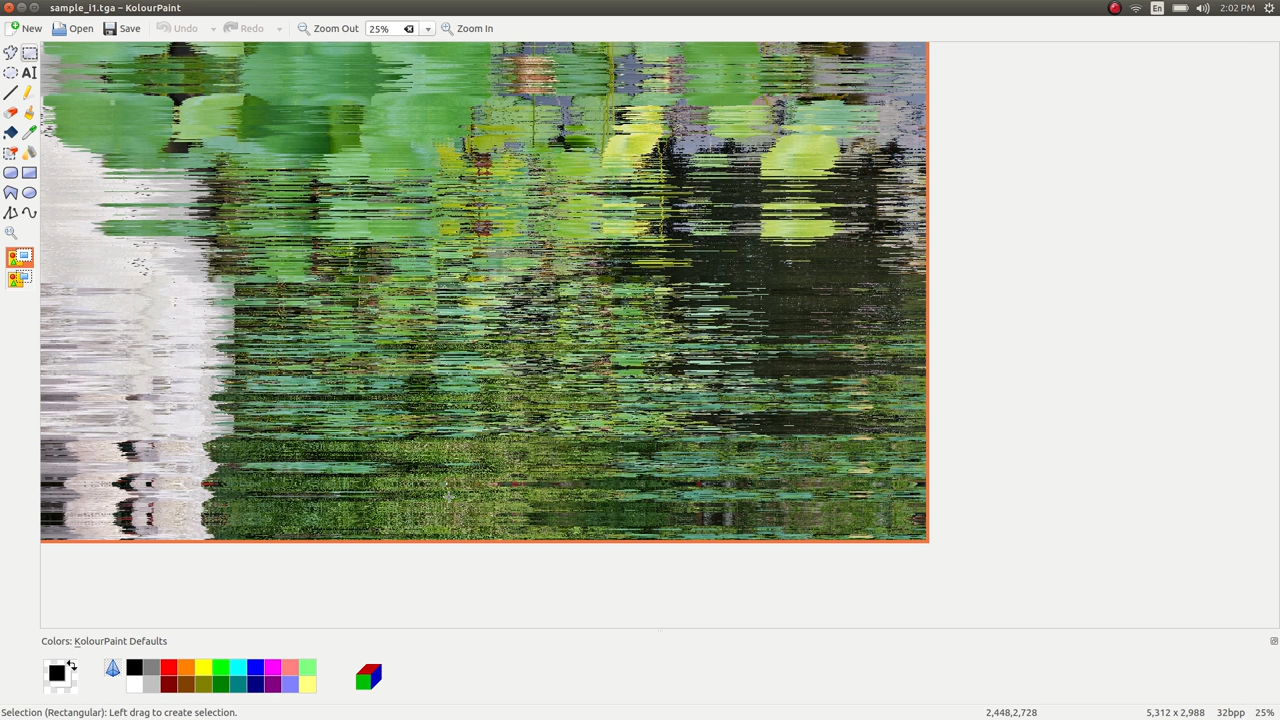 sample_l1.tga – KolourPaint
En
2:02 PM
New
Open
Save
Undo
Redo
Zoom Out
25%
Zoom In
Colors: KolourPaint Defaults
Selection (Rectangular): Left drag to create selection.
2,448,2,728
5,312 x 2,988
32bpp
25%